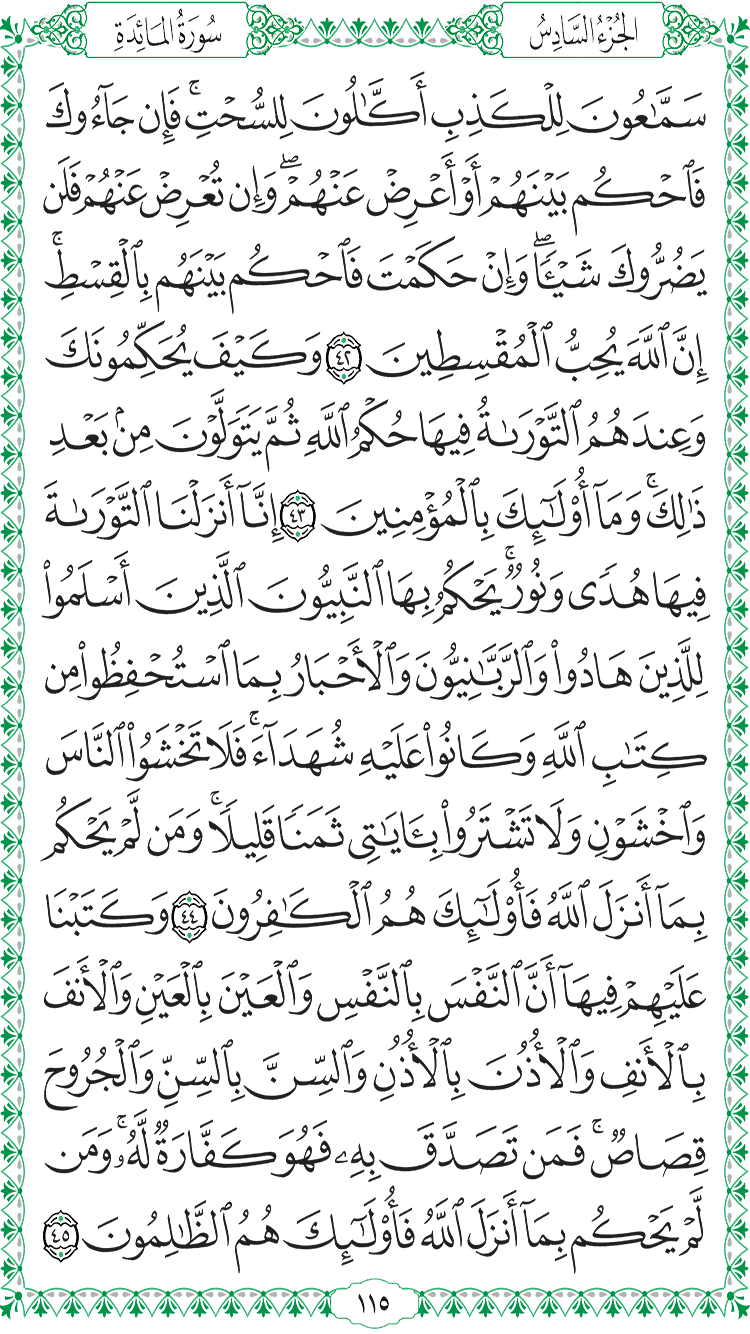 الجُزْءُ السَّادِسُ
سُورَةُ المَائِدَةِ
سَمَّٰعُونَ لِلۡكَذِبِ أَكَّٰلُونَ لِلسُّحۡتِۚ فَإِن جَآءُوكَ
فَٱحۡكُم بَيۡنَهُمۡ أَوۡ أَعۡرِضۡ عَنۡهُمۡۖ وَإِن تُعۡرِضۡ عَنۡهُمۡ فَلَن
يَضُرُّوكَ شَيۡـٔٗاۖ وَإِنۡ حَكَمۡتَ فَٱحۡكُم بَيۡنَهُم بِٱلۡقِسۡطِۚ
إِنَّ ٱللَّهَ يُحِبُّ ٱلۡمُقۡسِطِينَ ٤٢ وَكَيۡفَ يُحَكِّمُونَكَ
وَعِندَهُمُ ٱلتَّوۡرَىٰةُ فِيهَا حُكۡمُ ٱللَّهِ ثُمَّ يَتَوَلَّوۡنَ مِنۢ بَعۡدِ
ذَٰلِكَۚ وَمَآ أُوْلَٰٓئِكَ بِٱلۡمُؤۡمِنِينَ ٤٣ إِنَّآ أَنزَلۡنَا ٱلتَّوۡرَىٰةَ
فِيهَا هُدٗى وَنُورٞۚ يَحۡكُمُ بِهَا ٱلنَّبِيُّونَ ٱلَّذِينَ أَسۡلَمُواْ
لِلَّذِينَ هَادُواْ وَٱلرَّبَّٰنِيُّونَ وَٱلۡأَحۡبَارُ بِمَا ٱسۡتُحۡفِظُواْ مِن
كِتَٰبِ ٱللَّهِ وَكَانُواْ عَلَيۡهِ شُهَدَآءَۚ فَلَا تَخۡشَوُاْ ٱلنَّاسَ
وَٱخۡشَوۡنِ وَلَا تَشۡتَرُواْ بِـَٔايَٰتِي ثَمَنٗا قَلِيلٗاۚ وَمَن لَّمۡ يَحۡكُم
بِمَآ أَنزَلَ ٱللَّهُ فَأُوْلَٰٓئِكَ هُمُ ٱلۡكَٰفِرُونَ ٤٤ وَكَتَبۡنَا
عَلَيۡهِمۡ فِيهَآ أَنَّ ٱلنَّفۡسَ بِٱلنَّفۡسِ وَٱلۡعَيۡنَ بِٱلۡعَيۡنِ وَٱلۡأَنفَ
بِٱلۡأَنفِ وَٱلۡأُذُنَ بِٱلۡأُذُنِ وَٱلسِّنَّ بِٱلسِّنِّ وَٱلۡجُرُوحَ
قِصَاصٞۚ فَمَن تَصَدَّقَ بِهِۦ فَهُوَ كَفَّارَةٞ لَّهُۥۚ وَمَن
لَّمۡ يَحۡكُم بِمَآ أَنزَلَ ٱللَّهُ فَأُوْلَٰٓئِكَ هُمُ ٱلظَّٰلِمُونَ ٤٥
١١٥